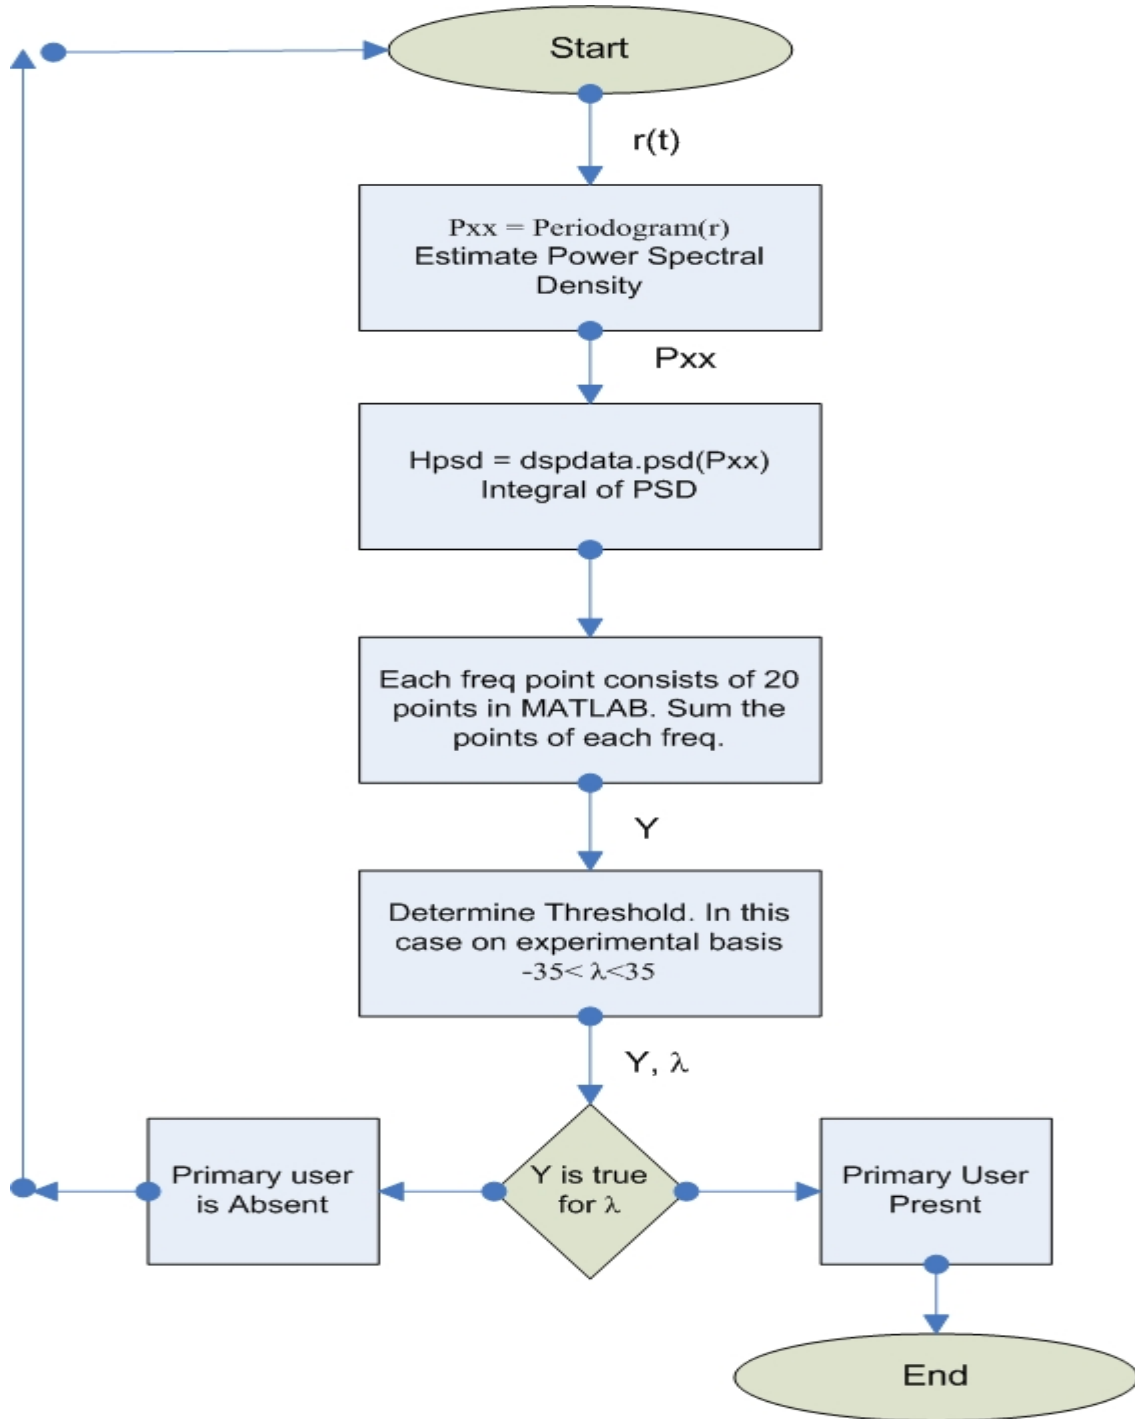 Start
r(t)
Pxx = Periodogram(r)
Estimate Power Spectral
Density
Pxx
Hpsd = dspdata.psd(Pxx)
Integral of PSD
Each freq point consists of 20
points in MATLAB. Sum the
points of each freq.
Y
Determine Threshold. In this
case on experimental basis
-35< λ<35
Y, λ
Primary user
is Absent
Y is true
for λ
Primary User
Presnt
End